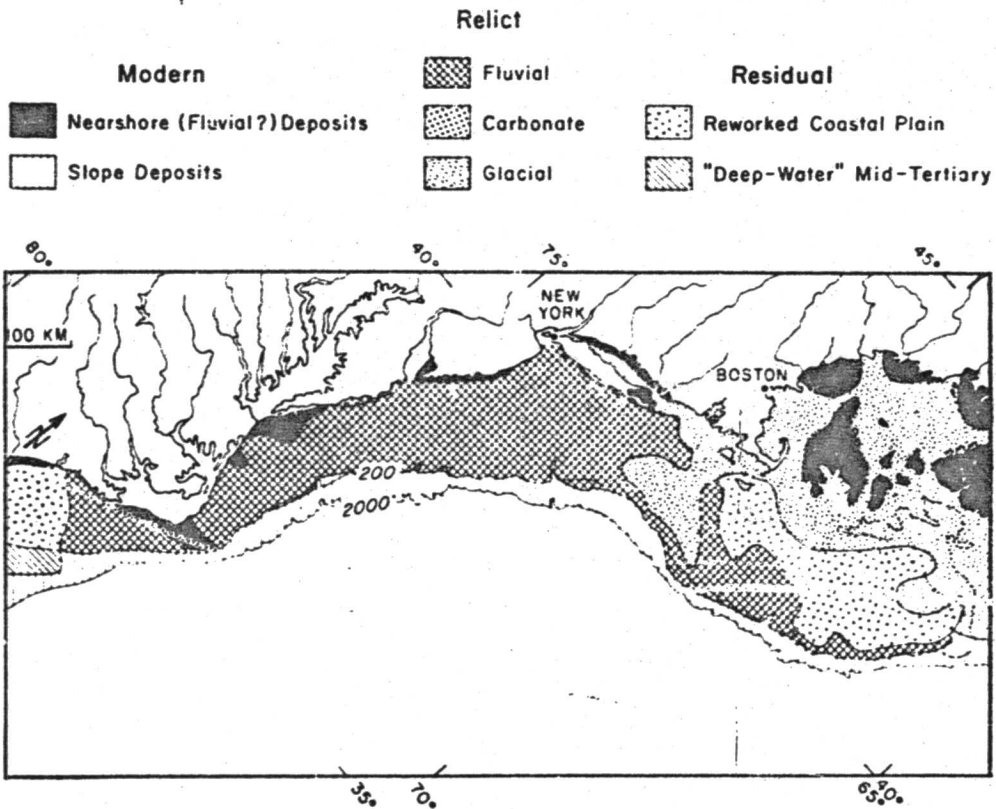 Relict
Modern
Fluvial
Residual
Nearshore (Fluvial?) Deposits
Carbonate
Reworked Coastal Plain
Slope Deposits
Glacial
"Deep-Water" Mid-Tertiary
80°
40°
75°
45°
NEW
YORK
100 KM
BOSTON
N
200
2000
35°
70°
65°
40°